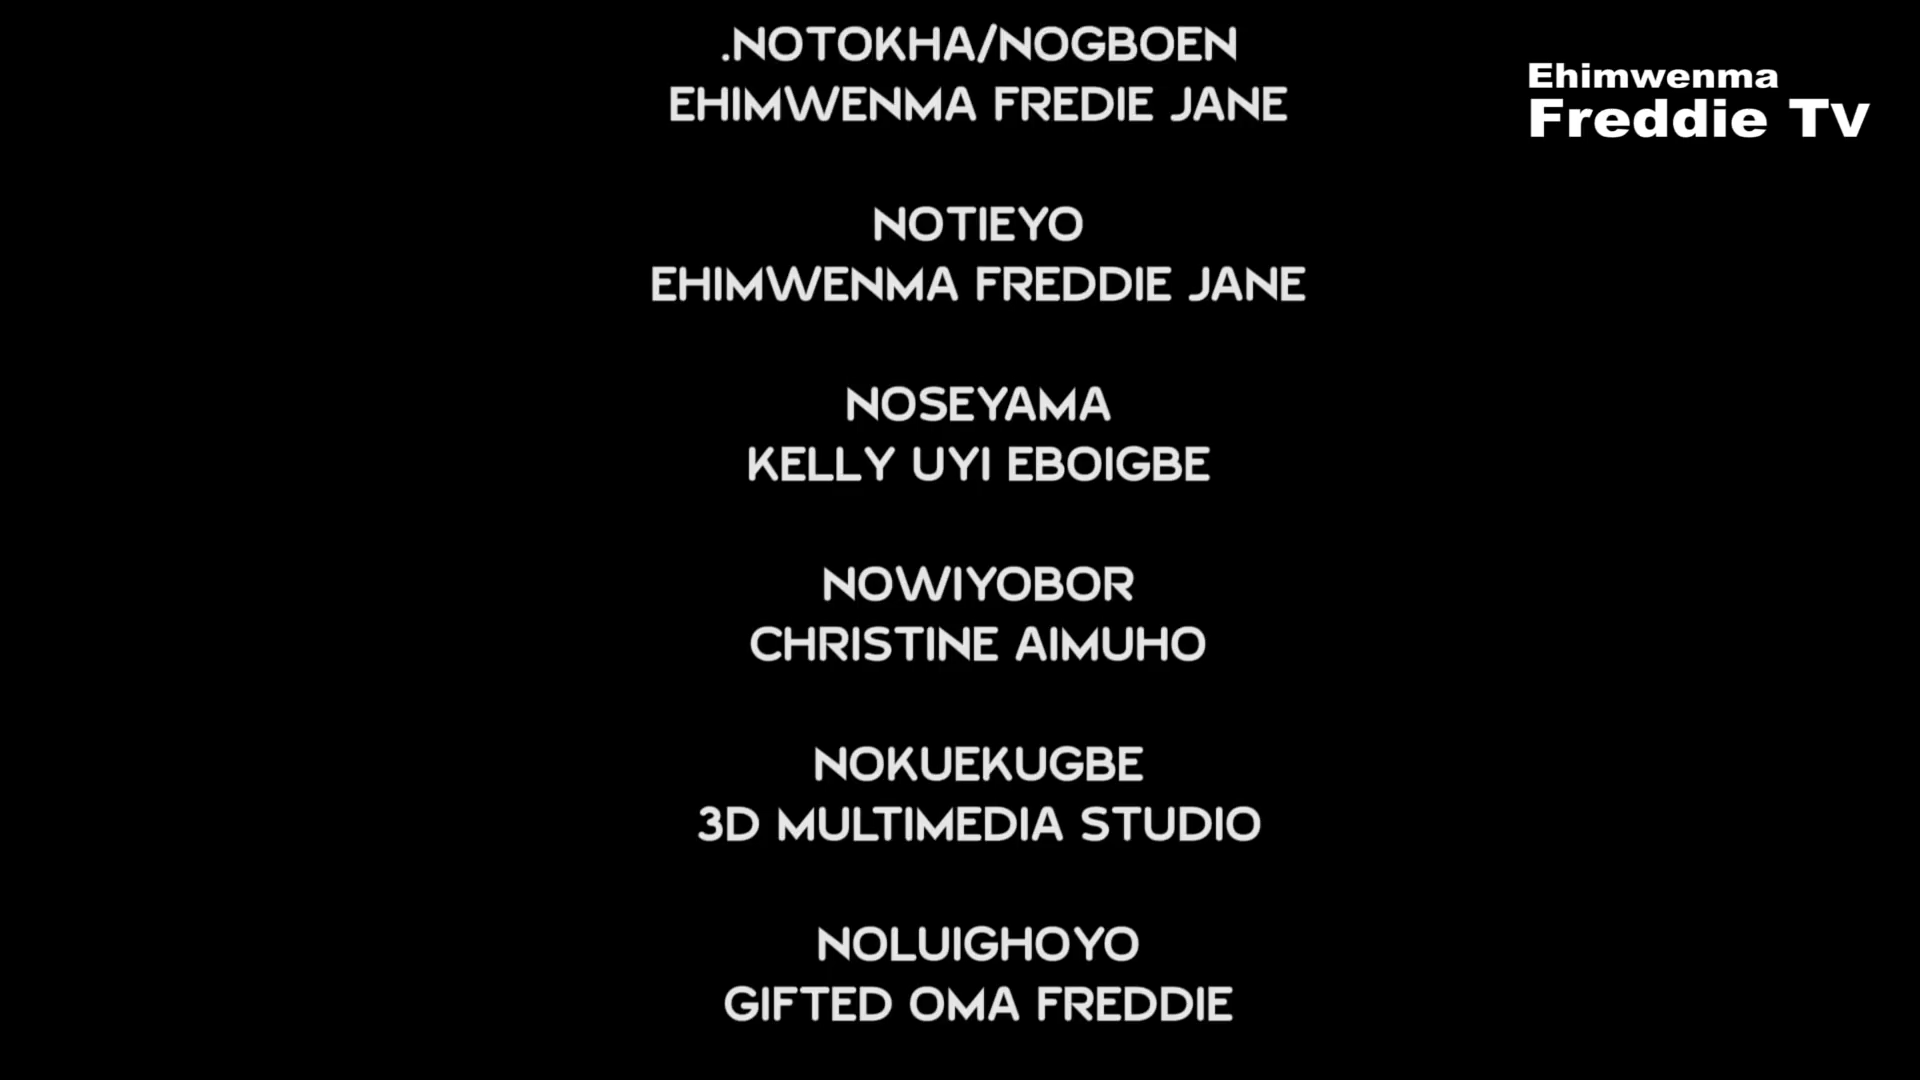 .NOTOKHA/NOGBOEN
EHIMWENMA FREDIE JANE
Ehimwenma
Freddie TV
NOTIEYO
EHIMWENMA FREDDIE JANE
NOSEYAMA
KELLY UYI EBOIGBE
NOWIYOBOR
CHRISTINE AIMUHO
NOKUEKUGBE
3D MULTIMEDIA STUDIO
NOLUIGHOYO
GIFTED OMA FREDDIE